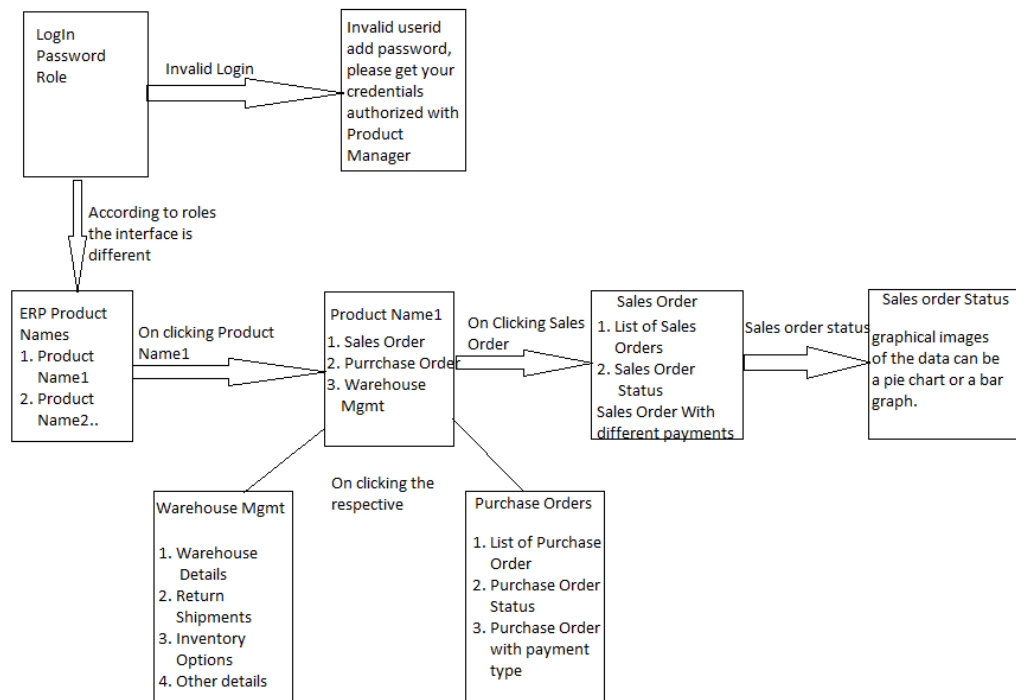 LogIn
Password
Role
Invalid Login
Invalid userid
add password,
please get your
credentials
authorized with
Product
Manager
According to roles
the interface is
different
ERP Product
Names
1. Product
Name1
2. Product
Name2..
On clicking Product
Name1
Product Name1
1. Sales Order
2. Purrchase Order
3. Warehouse
Mgmt
On Clicking Sales
Order
Sales Order
1. List of Sales
Orders
2. Sales Order
Status
Sales Order With
different payments
Sales order status
Sales order Status
graphical images
of the data can be
a pie chart or a bar
graph.
On clicking the
respective
Warehouse Mgmt
1. Warehouse
Details
2. Return
Shipments
3. Inventory
Options
4. Other details
Purchase Orders
1. List of Purchase
Order
2. Purchase Order
Status
3. Purchase Order
with payment
type